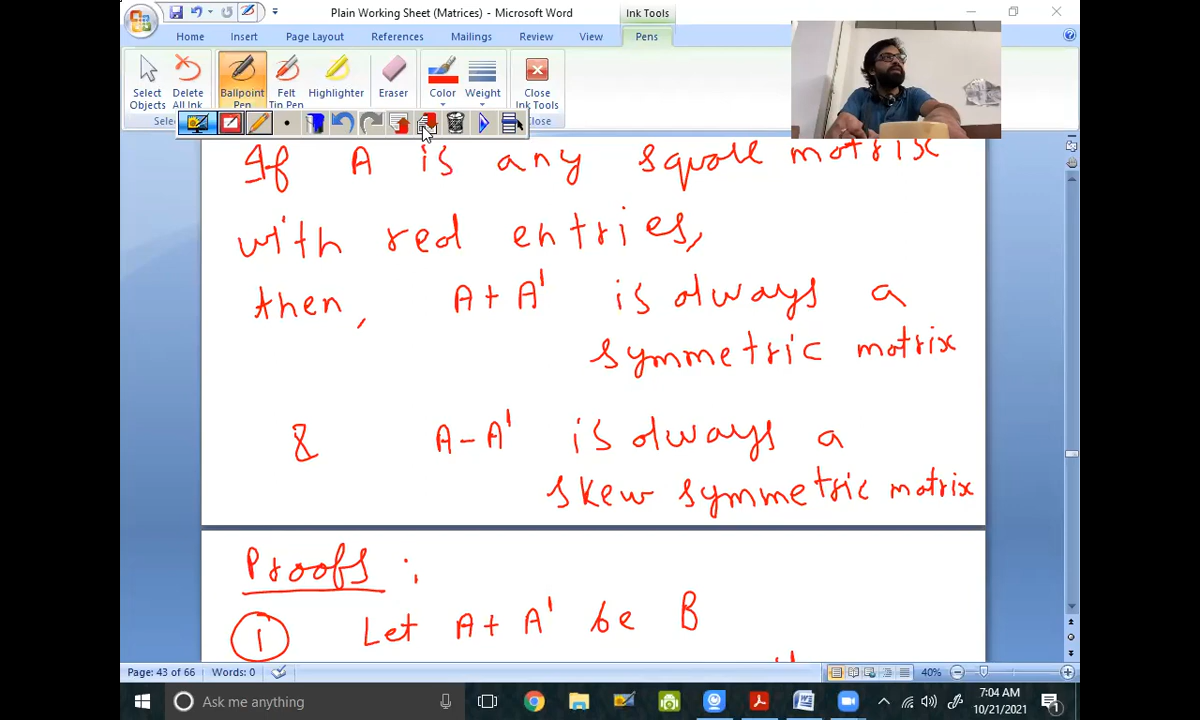 Plain Working Sheet (Matrices) - Microsoft Word
Ink Tools
Home Insert Page Layout References Mailings Review View Pens
Select Objects
Delete All Ink
Ballpoint Pen
Felt Tip Pen
Highlighter
Eraser
Color
Weight
Close Ink Tools
Close
If A is any square matrix
with real entries,
then, A + A' is always a
symmetric matrix
& A - A' is always a
skew symmetric matrix
Proofs :
1 Let A + A' be B
Page: 43 of 66 Words: 0 40%
Ask me anything
7:04 AM
10/21/2021